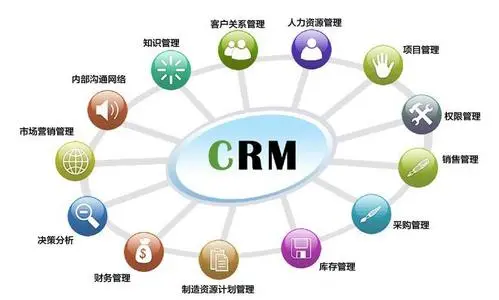 客户关系管理
人力资源管理
知识管理
项目管理
内部沟通网络
权限管理
市场营销管理
CRM
销售管理
决策分析
采购管理
财务管理
库存管理
制造资源计划管理